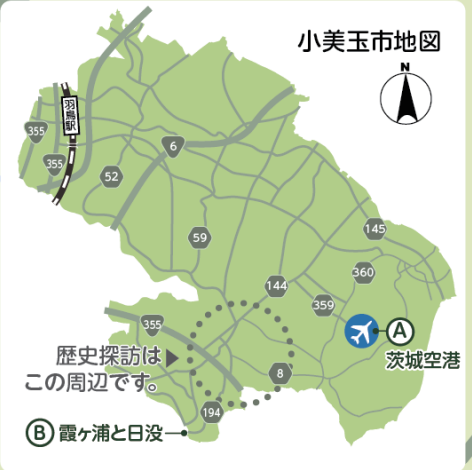 小美玉市地図
N
羽鳥駅
355
355
6
52
59
145
360
144
359
A
茨城空港
355
歴史探訪は
この周辺です。
8
194
B 霞ヶ浦と日没